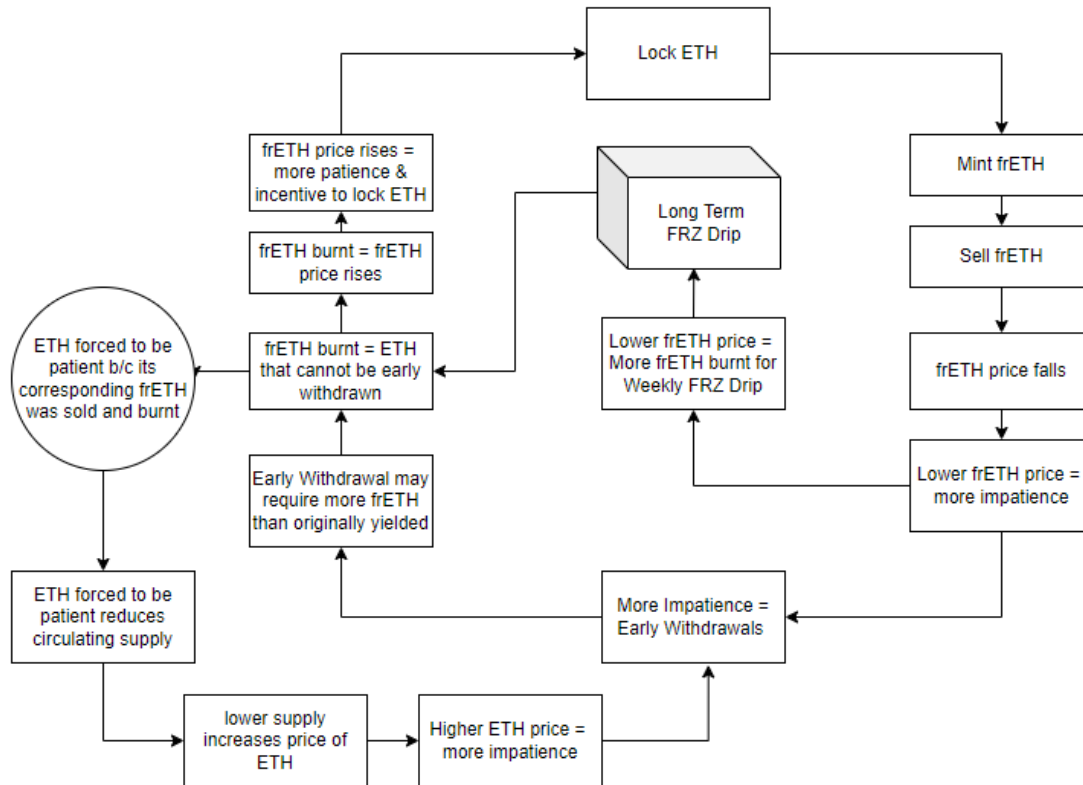 Lock ETH
Mint frETH
Sell frETH
frETH price falls
Lower frETH price =
more impatience
Long Term
FRZ Drip
Lower frETH price =
More frETH burnt for
Weekly FRZ Drip
frETH price rises =
more patience &
incentive to lock ETH
frETH burnt = frETH
price rises
frETH burnt = ETH
that cannot be early
withdrawn
Early Withdrawal may
require more frETH
than originally yielded
More Impatience =
Early Withdrawals
ETH forced to be
patient b/c its
corresponding frETH
was sold and burnt
ETH forced to be
patient reduces
circulating supply
lower supply
increases price of
ETH
Higher ETH price =
more impatience